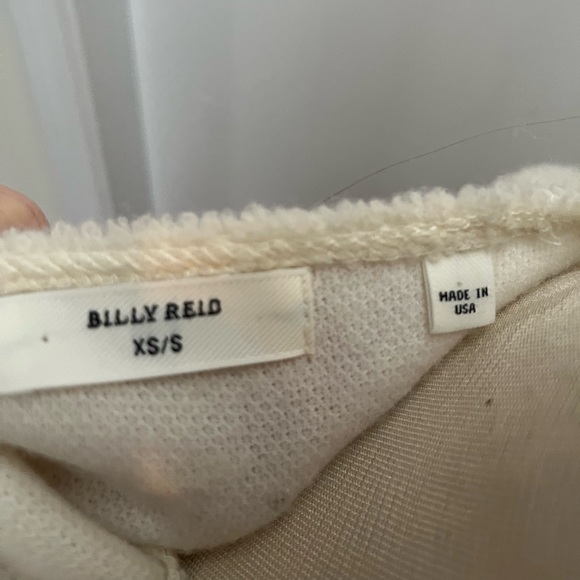 BILLY REID
XS/S
MADE IN
USA